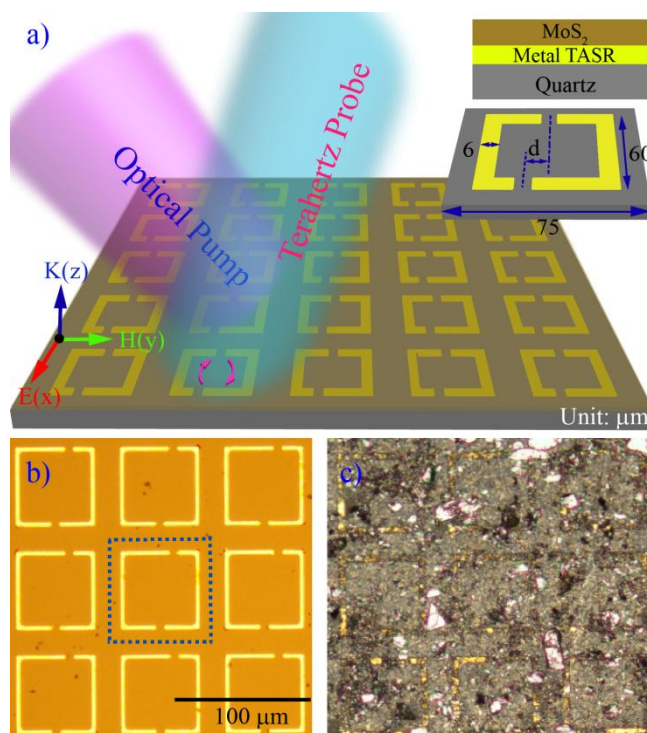 a)
MoS₂
Metal TASR
Quartz
6
d
60
75
Optical Pump
Terahertz Probe
K(z)
H(y)
E(x)
Unit: μm
b)
100 μm
c)